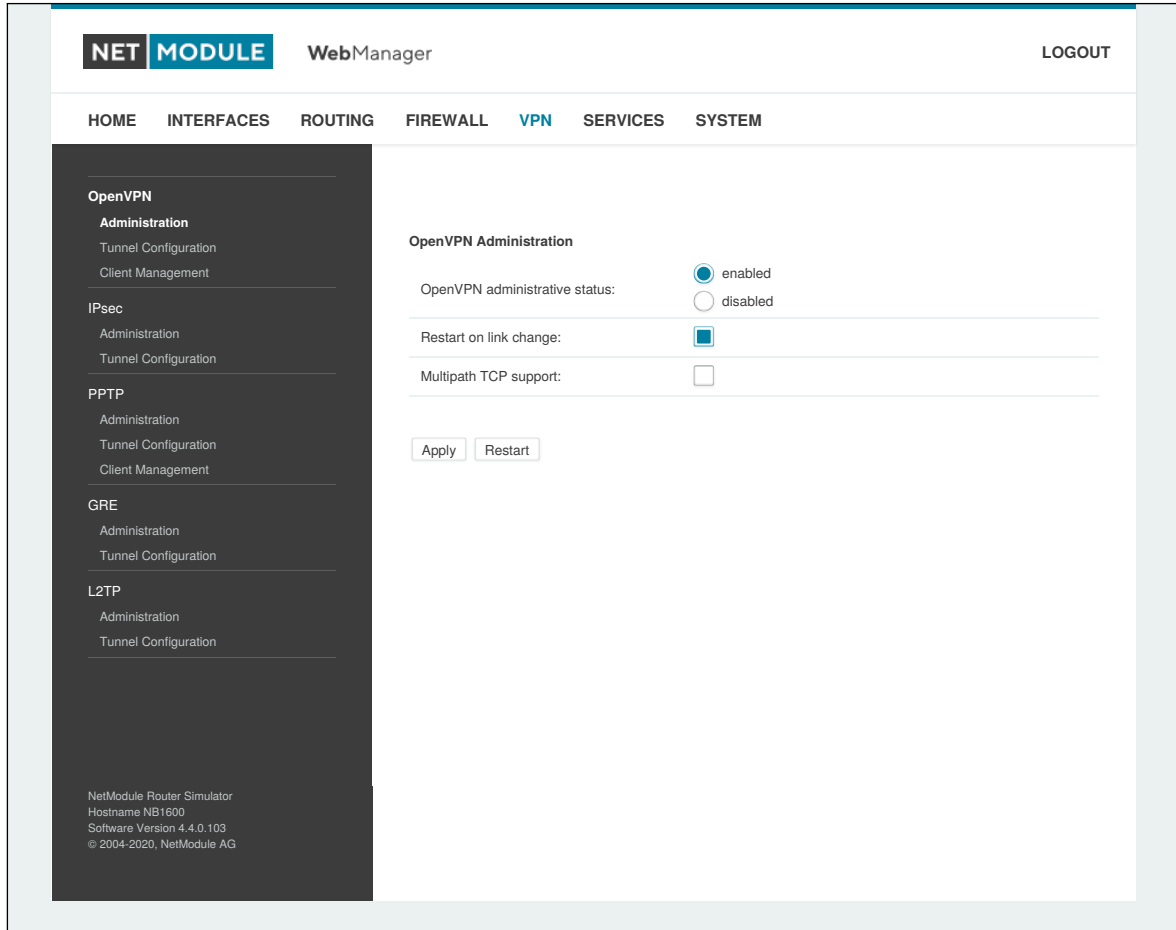 NET MODULE WebManager LOGOUT
HOME INTERFACES ROUTING FIREWALL VPN SERVICES SYSTEM
OpenVPN
Administration
Tunnel Configuration
Client Management
IPsec
Administration
Tunnel Configuration
PPTP
Administration
Tunnel Configuration
Client Management
GRE
Administration
Tunnel Configuration
L2TP
Administration
Tunnel Configuration
NetModule Router Simulator
Hostname NB1600
Software Version 4.4.0.103
© 2004-2020, NetModule AG
OpenVPN Administration
OpenVPN administrative status:
enabled
disabled
Restart on link change:
Multipath TCP support:
Apply Restart